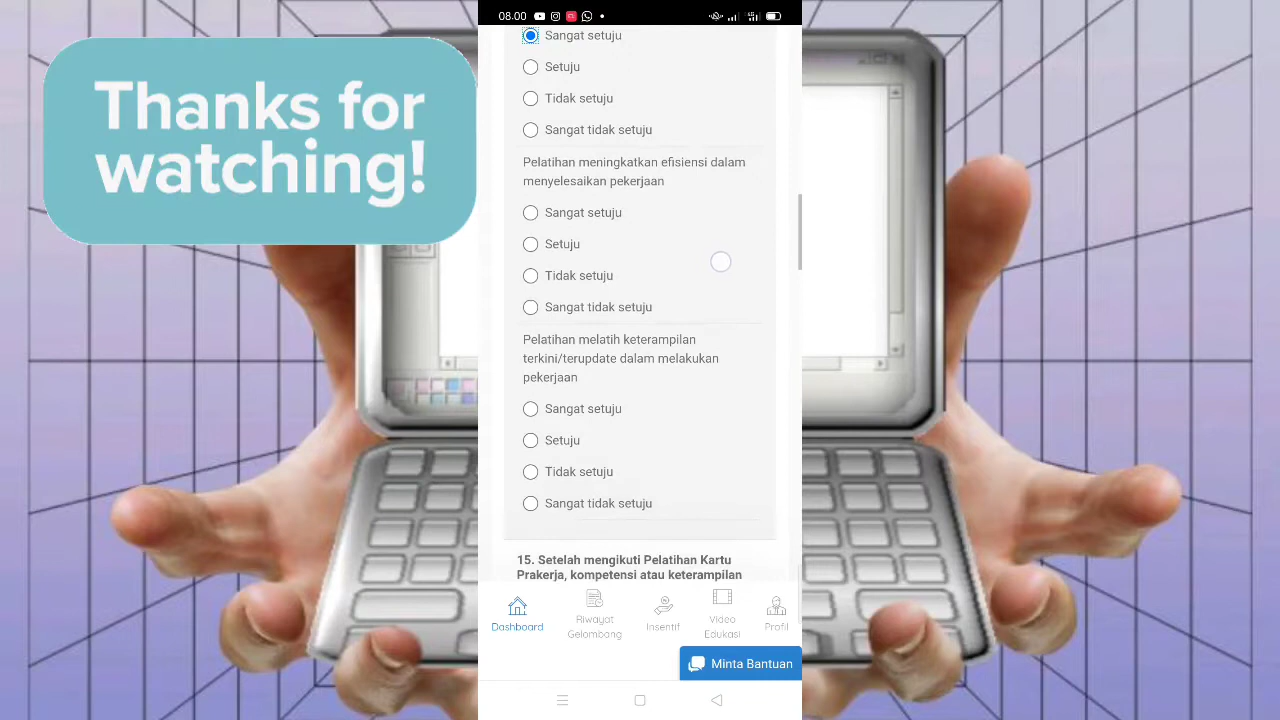 Thanks for
watching!
08.00
Sangat setuju
Setuju
Tidak setuju
Sangat tidak setuju
Pelatihan meningkatkan efisiensi dalam
menyelesaikan pekerjaan
Sangat setuju
Setuju
Tidak setuju
Sangat tidak setuju
Pelatihan melatih keterampilan
terkini/terupdate dalam melakukan
pekerjaan
Sangat setuju
Setuju
Tidak setuju
Sangat tidak setuju
15. Setelah mengikuti Pelatihan Kartu
Prakerja, kompetensi atau keterampilan
Dashboard
Riwayat
Gelombang
Insentif
Video
Edukasi
Profil
Minta Bantuan